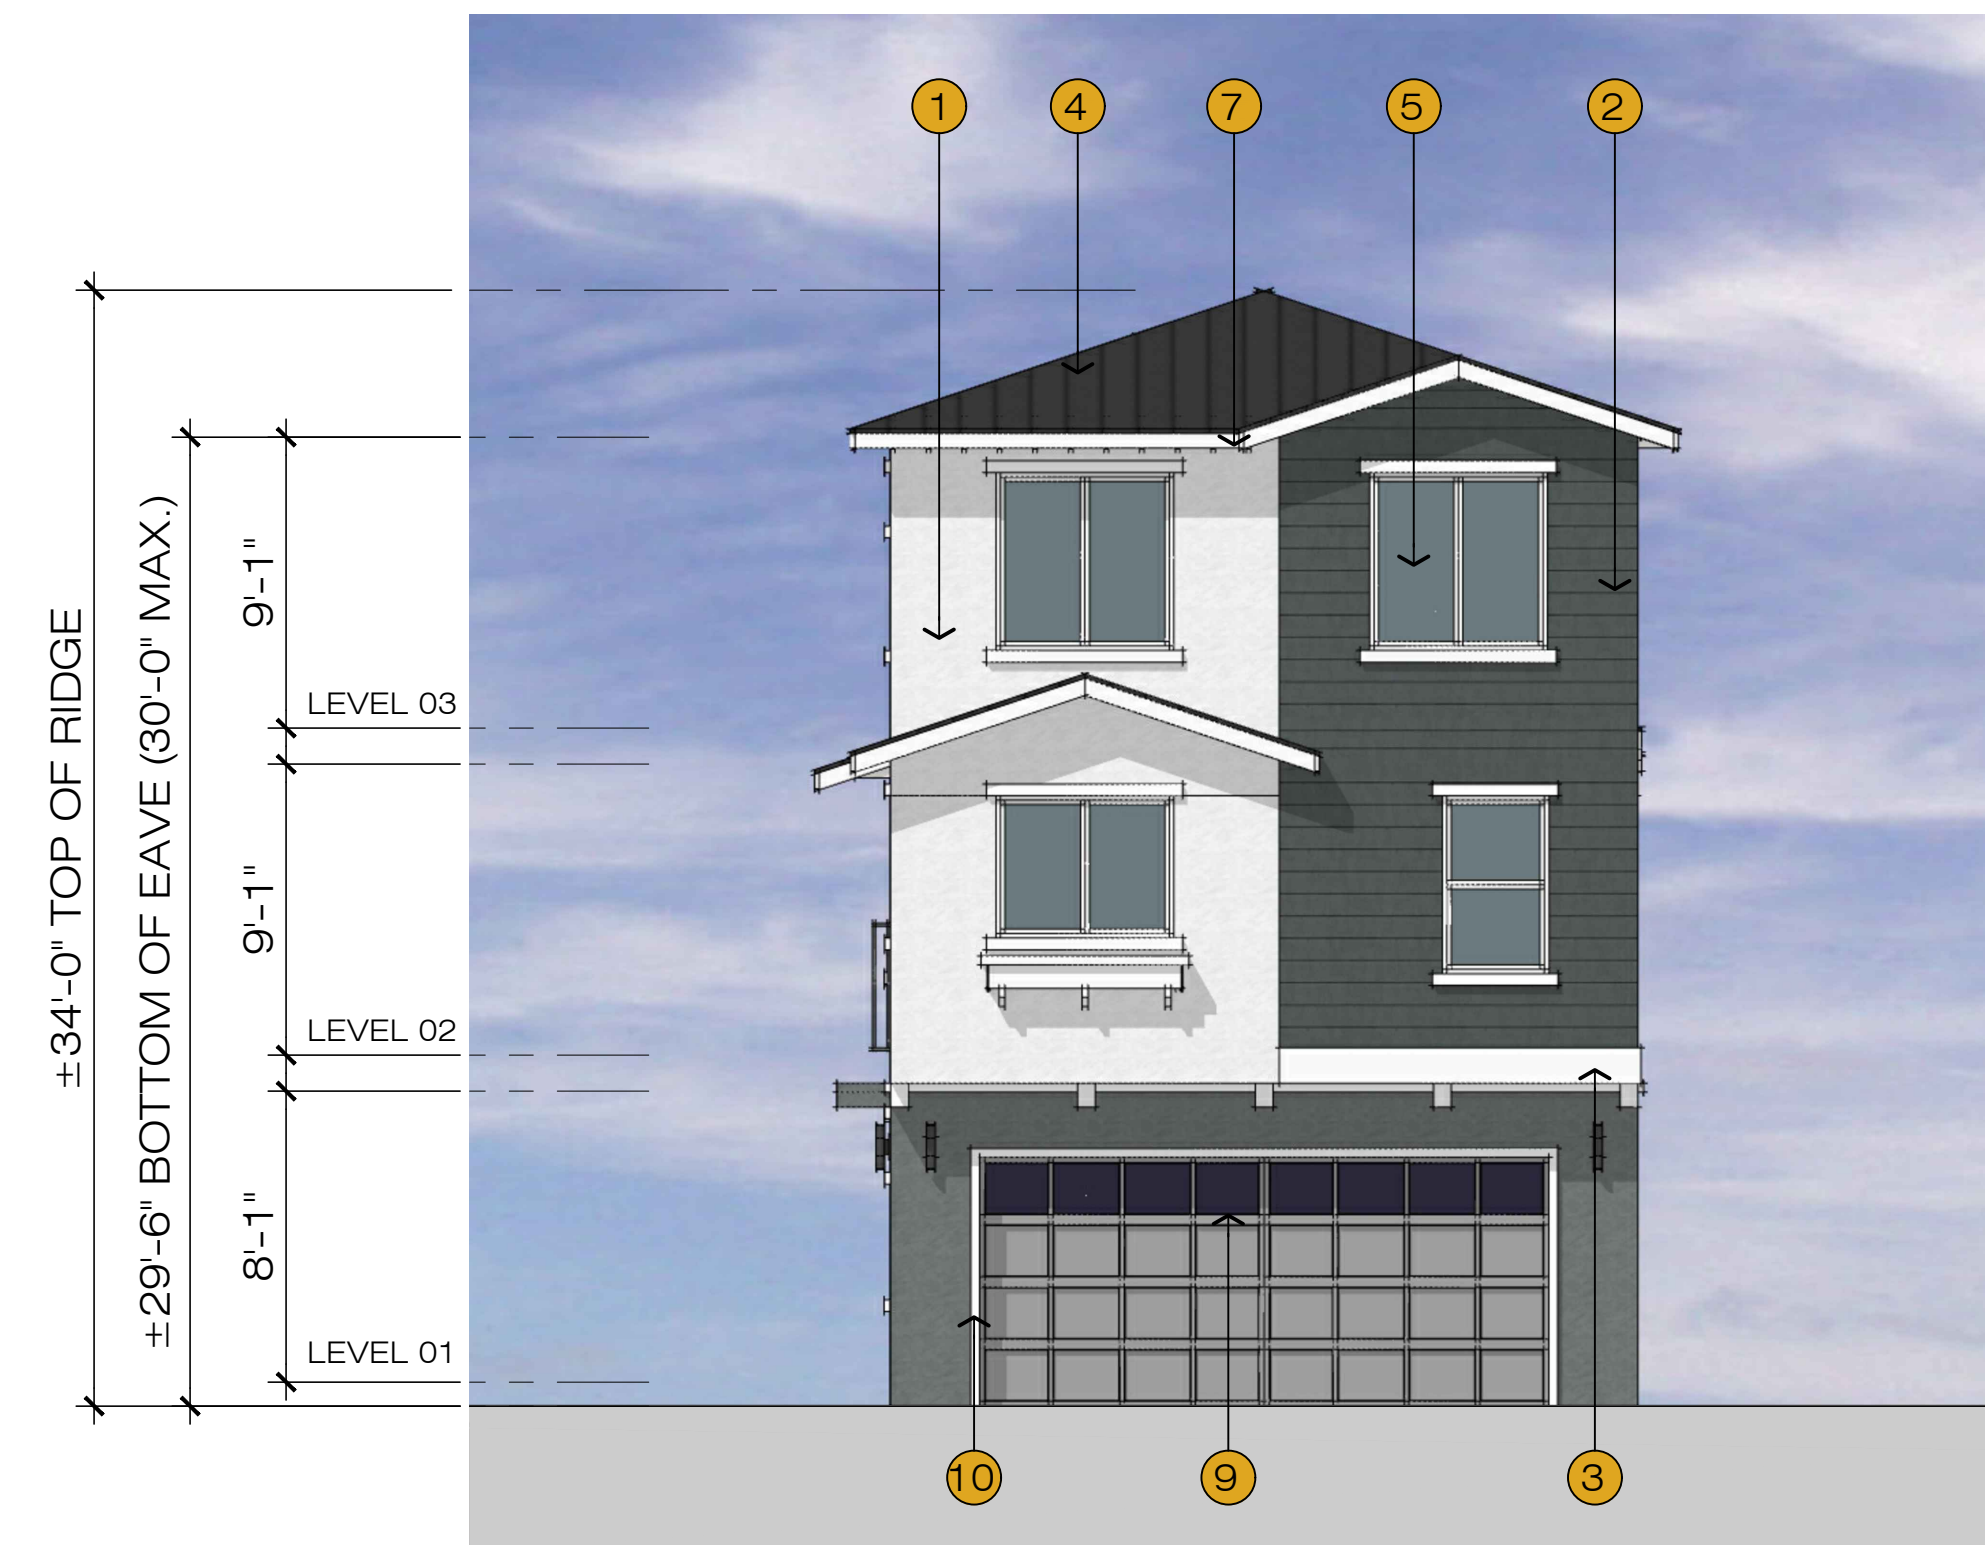 1
4
7
5
2
±34'-0" TOP OF RIDGE
±29'-6" BOTTOM OF EAVE (30'-0" MAX.)
9'-1"
LEVEL 03
9'-1"
LEVEL 02
8'-1"
LEVEL 01
10
9
3